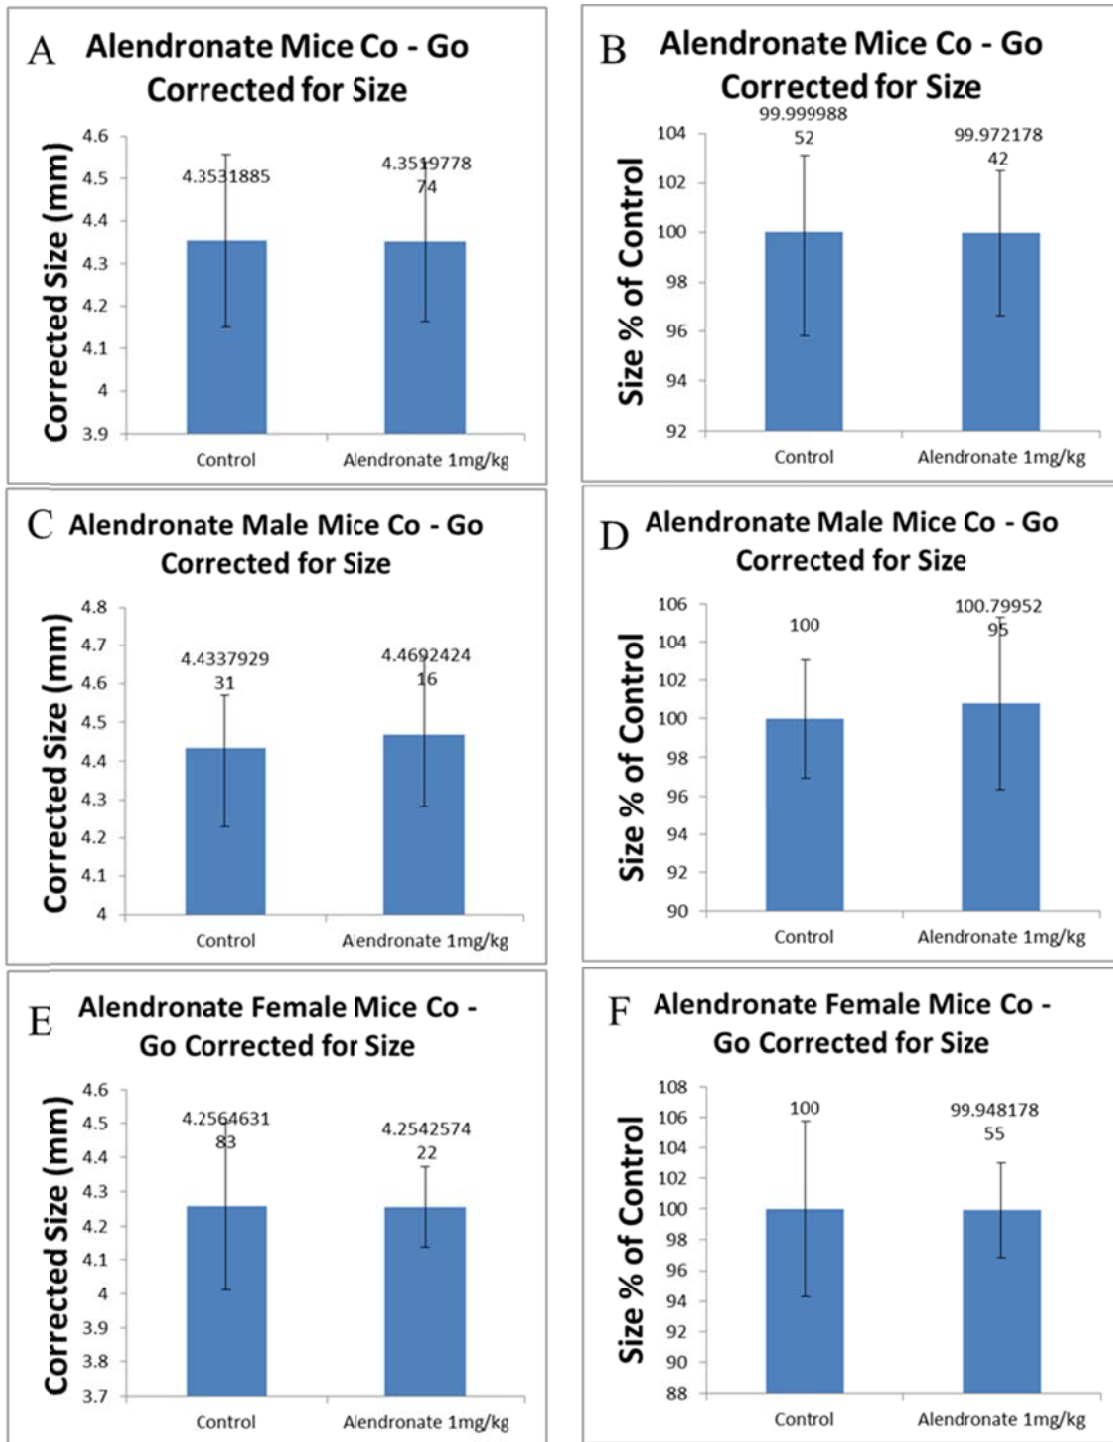 A
Alendronate Mice Co - Go
Corrected for Size
Corrected Size (mm)
4.6
4.5
4.4
4.3
4.2
4.1
4
3.9
4.3531885
4.3519778
74
Control
Alendronate 1mg/kg
B
Alendronate Mice Co - Go
Corrected for Size
Size % of Control
104
102
100
98
96
94
92
99.999988
52
99.972178
42
Control
Alendronate 1mg/kg
C
Alendronate Male Mice Co - Go
Corrected for Size
Corrected Size (mm)
4.8
4.7
4.6
4.5
4.4
4.3
4.2
4.1
4
4.4337929
31
4.4692424
16
Control
Alendronate 1mg/kg
D
Alendronate Male Mice Co - Go
Corrected for Size
Size % of Control
106
104
102
100
98
96
94
92
90
100
100.79952
95
Control
Alendronate 1mg/kg
E
Alendronate Female Mice Co -
Go Corrected for Size
Corrected Size (mm)
4.6
4.5
4.4
4.3
4.2
4.1
4
3.9
3.8
3.7
4.2564631
83
4.2542574
22
Control
Alendronate 1mg/kg
F
Alendronate Female Mice Co -
Go Corrected for Size
Size % of Control
108
106
104
102
100
98
96
94
92
90
88
100
99.948178
55
Control
Alendronate 1mg/kg